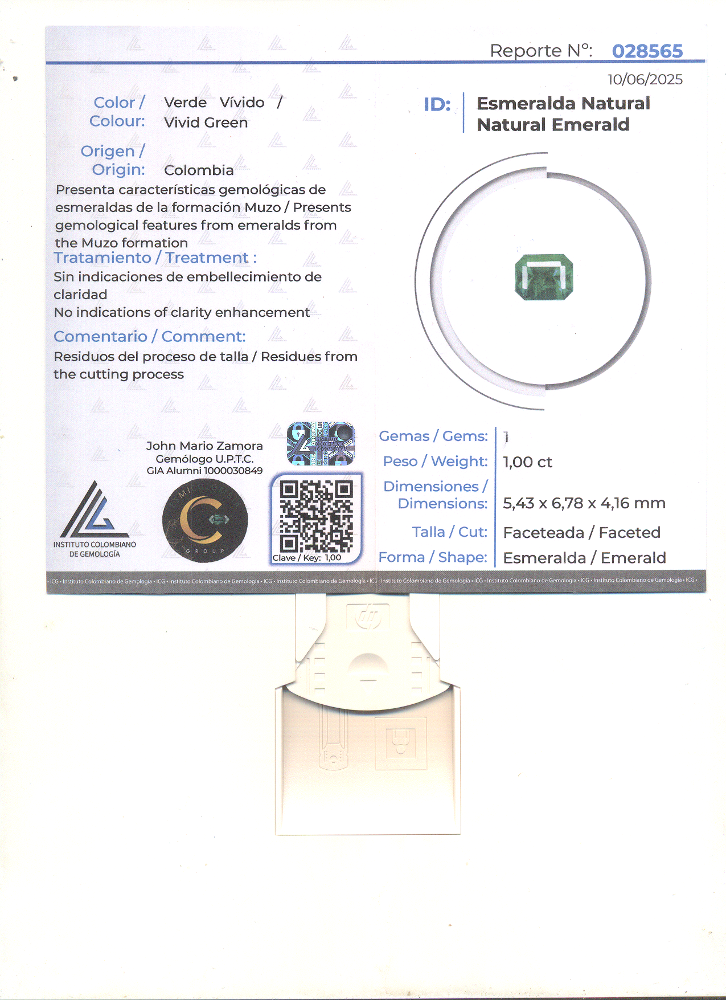 Reporte Nº: 028565
10/06/2025
Color / Verde Vívido /
Colour: Vivid Green
Origen /
Origin: Colombia
Presenta características gemológicas de
esmeraldas de la formación Muzo / Presents
gemological features from emeralds from
the Muzo formation
Tratamiento / Treatment :
Sin indicaciones de embellecimiento de
claridad
No indications of clarity enhancement
Comentario / Comment:
Residuos del proceso de talla / Residues from
the cutting process
ID: Esmeralda Natural
Natural Emerald
John Mario Zamora
Gemólogo U.P.T.C.
GIA Alumni 1000030849
INSTITUTO COLOMBIANO
DE GEMOLOGÍA
ESMICOLOMBIA
GROUP
INSTITUTO
COLOMBIANO
DE GEMOLOGÍA
Clave / Key: 1,00
Gemas / Gems: 1
Peso / Weight: 1,00 ct
Dimensiones /
Dimensions: 5,43 x 6,78 x 4,16 mm
Talla / Cut: Faceteada / Faceted
Forma / Shape: Esmeralda / Emerald
• ICG • Instituto Colombiano de Gemología • ICG • Instituto Colombiano de Gemología • ICG • Instituto Colombiano de Gemología • ICG • Instituto Colombiano de Gemología • ICG • Instituto Colombiano de Gemología • ICG • Instituto Colombiano de Gemología • ICG •
hp